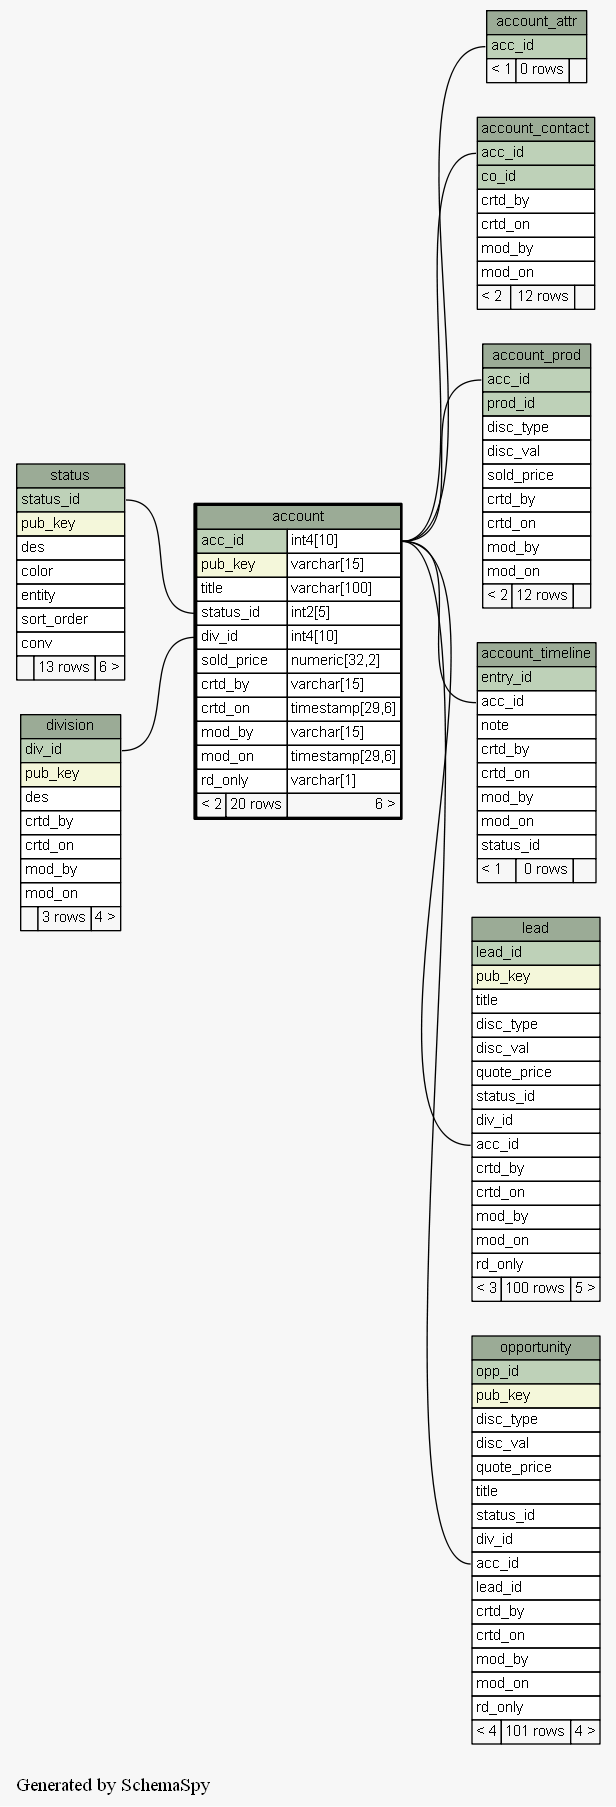 account_attr
acc_id
< 1 0 rows
account_contact
acc_id
co_id
crtd_by
crtd_on
mod_by
mod_on
< 2 12 rows
account_prod
acc_id
prod_id
disc_type
disc_val
sold_price
crtd_by
crtd_on
mod_by
mod_on
< 2 12 rows
status
status_id
pub_key
des
color
entity
sort_order
conv
13 rows 6 >
account
acc_id int4[10]
pub_key varchar[15]
title varchar[100]
status_id int2[5]
div_id int4[10]
sold_price numeric[32,2]
crtd_by varchar[15]
crtd_on timestamp[29,6]
mod_by varchar[15]
mod_on timestamp[29,6]
rd_only varchar[1]
< 2 20 rows 6 >
account_timeline
entry_id
acc_id
note
crtd_by
crtd_on
mod_by
mod_on
status_id
< 1 0 rows
division
div_id
pub_key
des
crtd_by
crtd_on
mod_by
mod_on
3 rows 4 >
lead
lead_id
pub_key
title
disc_type
disc_val
quote_price
status_id
div_id
acc_id
crtd_by
crtd_on
mod_by
mod_on
rd_only
< 3 100 rows 5 >
opportunity
opp_id
pub_key
disc_type
disc_val
quote_price
title
status_id
div_id
acc_id
lead_id
crtd_by
crtd_on
mod_by
mod_on
rd_only
< 4 101 rows 4 >
Generated by SchemaSpy